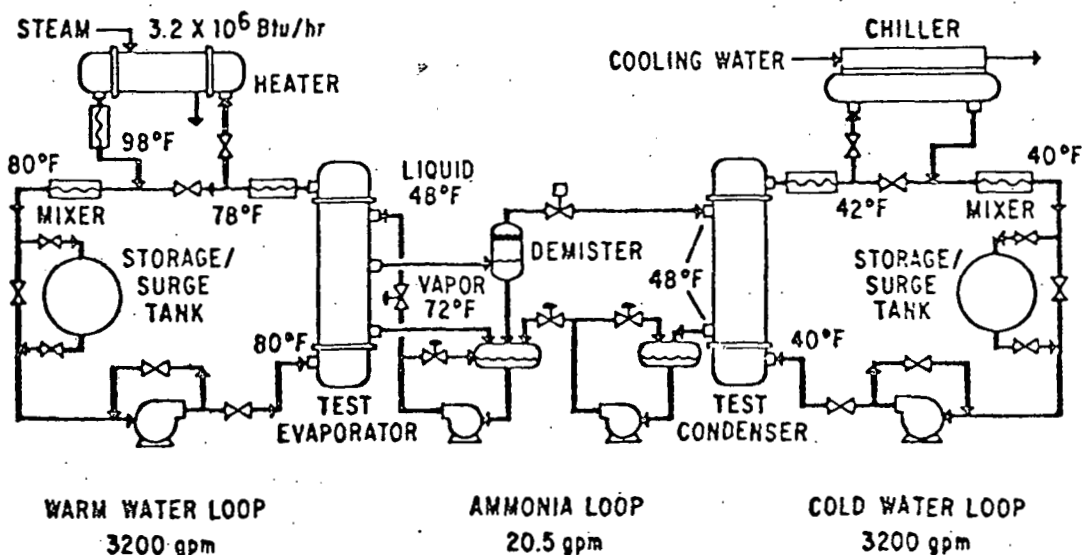 STEAM 3.2 X 10⁶ Btu/hr
HEATER
98°F
80°F
MIXER
78°F
STORAGE/
SURGE
TANK
80°F
LIQUID
48°F
VAPOR
72°F
DEMISTER
TEST
EVAPORATOR
CHILLER
COOLING WATER
40°F
42°F
MIXER
48°F
STORAGE/
SURGE
TANK
40°F
TEST
CONDENSER
WARM WATER LOOP
3200 gpm
AMMONIA LOOP
20.5 gpm
COLD WATER LOOP
3200 gpm